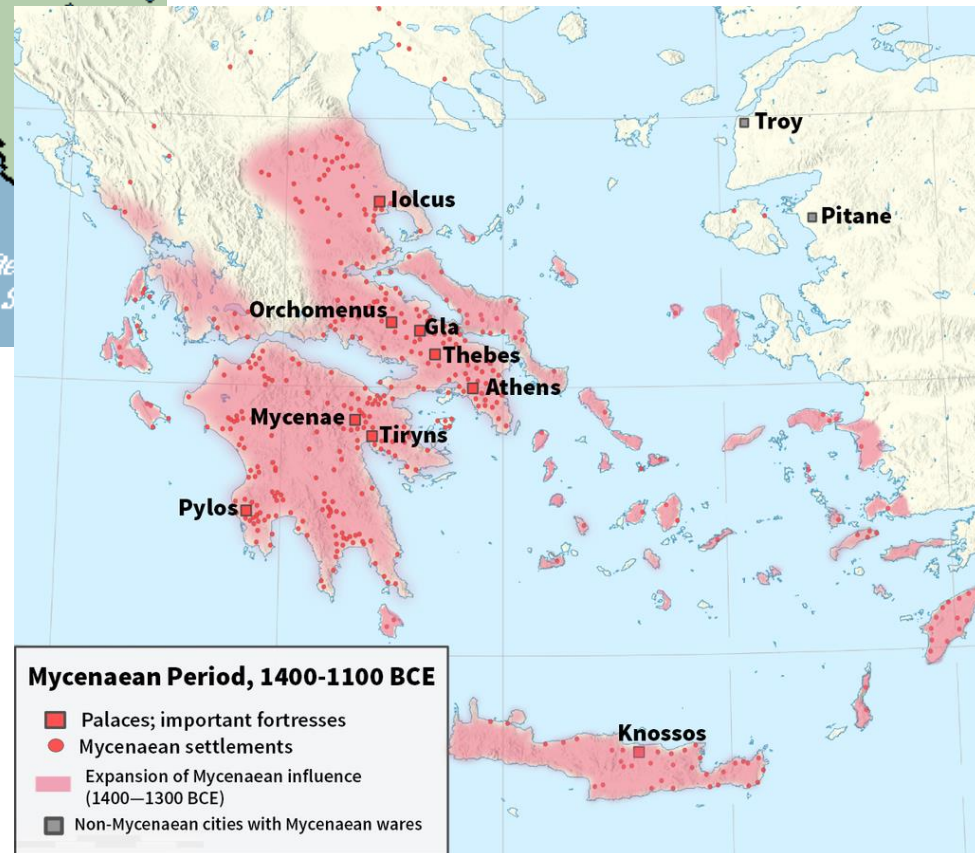 Troy
Iolcus
Pitane
Orchomenus
Gla
Thebes
Athens
Mycenae
Tiryns
Pylos
Knossos
Mycenaean Period, 1400-1100 BCE
Palaces; important fortresses
Mycenaean settlements
Expansion of Mycenaean influence
(1400—1300 BCE)
Non-Mycenaean cities with Mycenaean wares